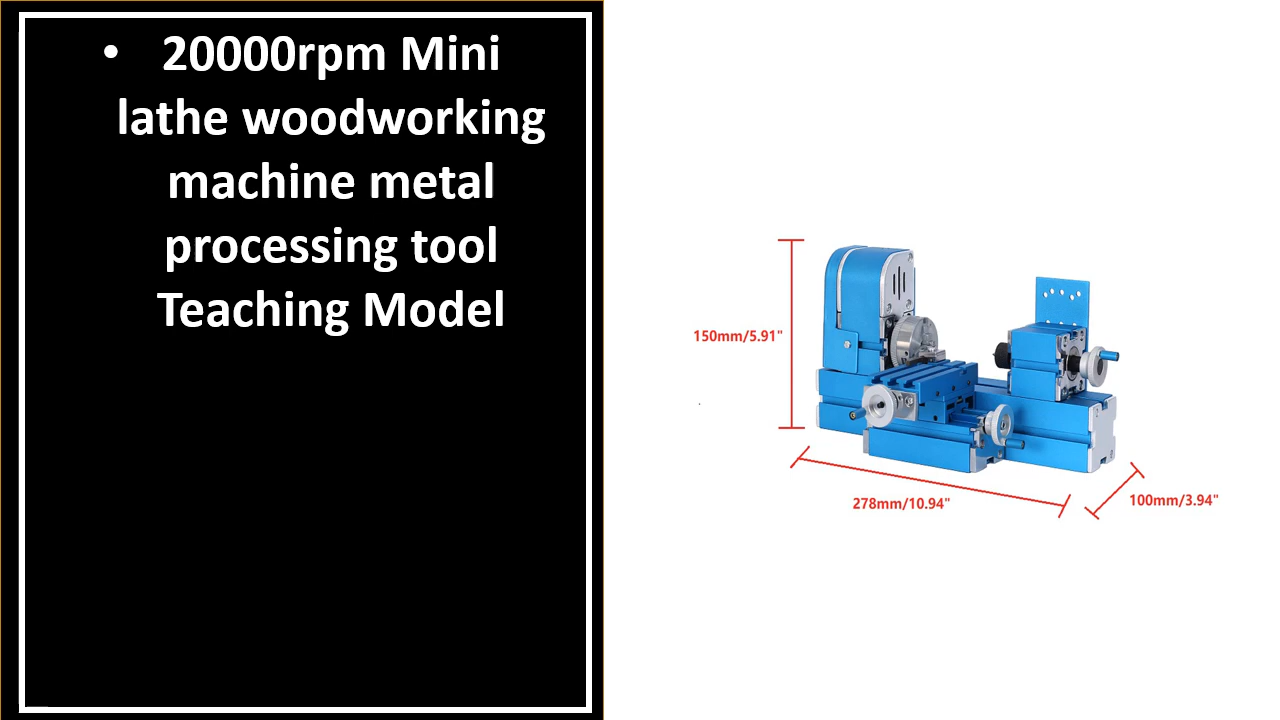 • 20000rpm Mini
lathe woodworking
machine metal
processing tool
Teaching Model
150mm/5.91"
278mm/10.94"
100mm/3.94"